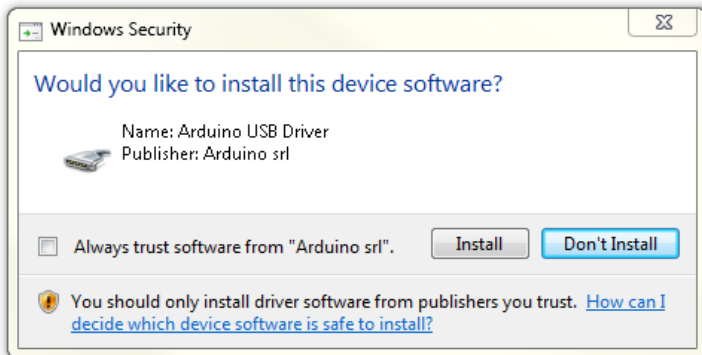 Windows Security
Would you like to install this device software?
Name: Arduino USB Driver
Publisher: Arduino srl
Always trust software from "Arduino srl".
Install
Don't Install
You should only install driver software from publishers you trust. How can I
decide which device software is safe to install?